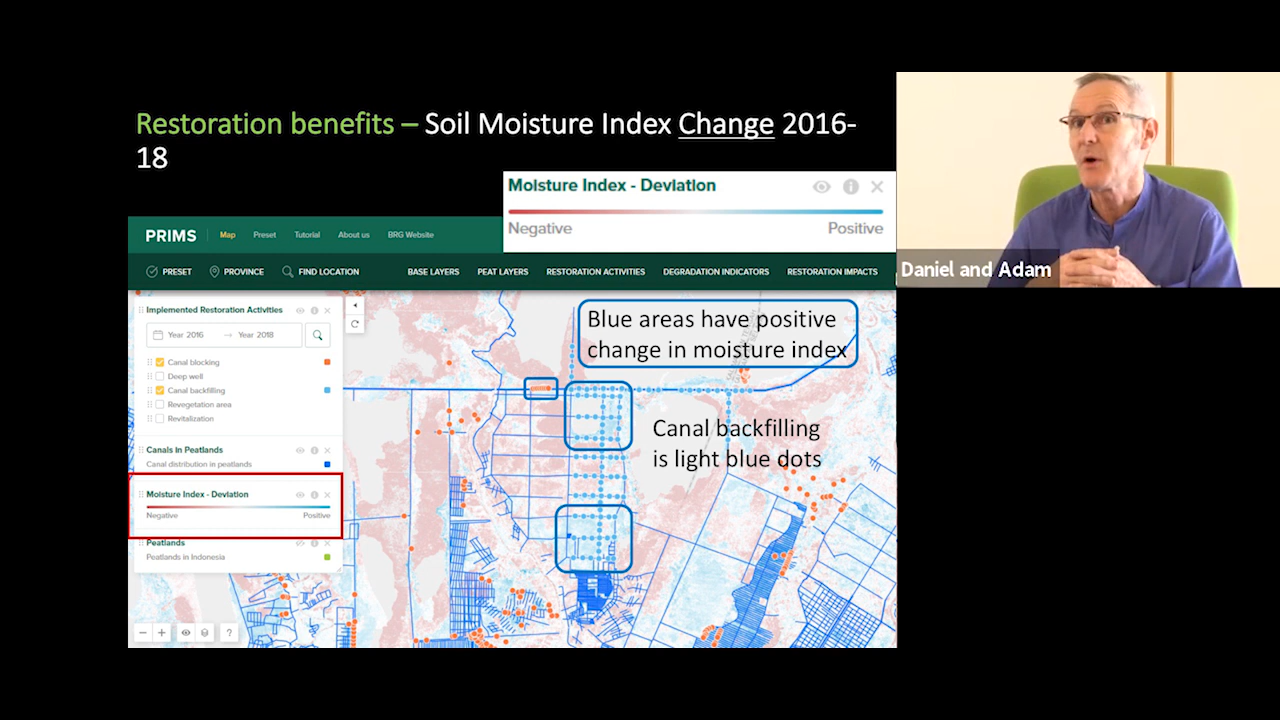 Restoration benefits – Soil Moisture Index Change 2016-
18
Moisture Index - Deviation
Negative Positive
PRIMS Map Preset Tutorial About us BRG Website
PRESET PROVINCE FIND LOCATION BASE LAYERS PEAT LAYERS RESTORATION ACTIVITIES DEGRADATION INDICATORS RESTORATION IMPACTS
Implemented Restoration Activities
Year 2016 → Year 2018
Canal blocking
Deep well
Canal backfilling
Revegetation area
Revitalization
Canals In Peatlands
Canal distribution in peatlands
Moisture Index - Deviation
Negative Positive
Peatlands
Peatlands in Indonesia
Blue areas have positive
change in moisture index
Canal backfilling
is light blue dots
Daniel and Adam